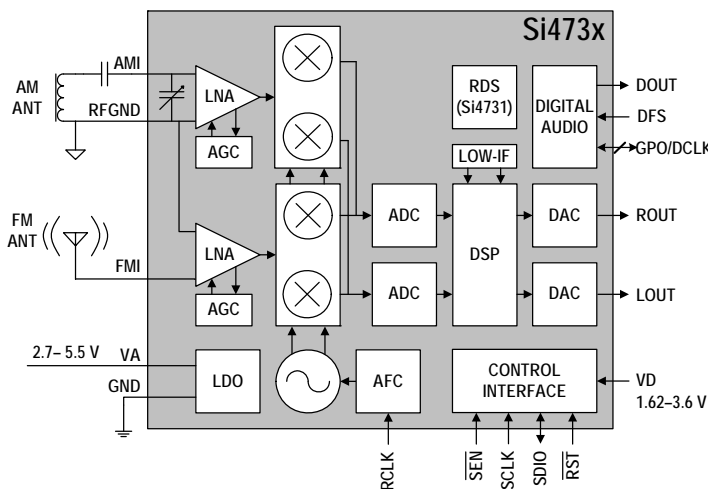 Si473x
AMI
AM
ANT
RFGND
LNA
AGC
RDS
(Si4731)
DIGITAL
AUDIO
DOUT
DFS
GPO/DCLK
LOW-IF
FM
ANT
FMI
LNA
AGC
ADC
ADC
DSP
DAC
DAC
ROUT
LOUT
2.7– 5.5 V
VA
GND
LDO
AFC
CONTROL
INTERFACE
VD
1.62–3.6 V
RCLK
SEN
SCLK
SDIO
RST